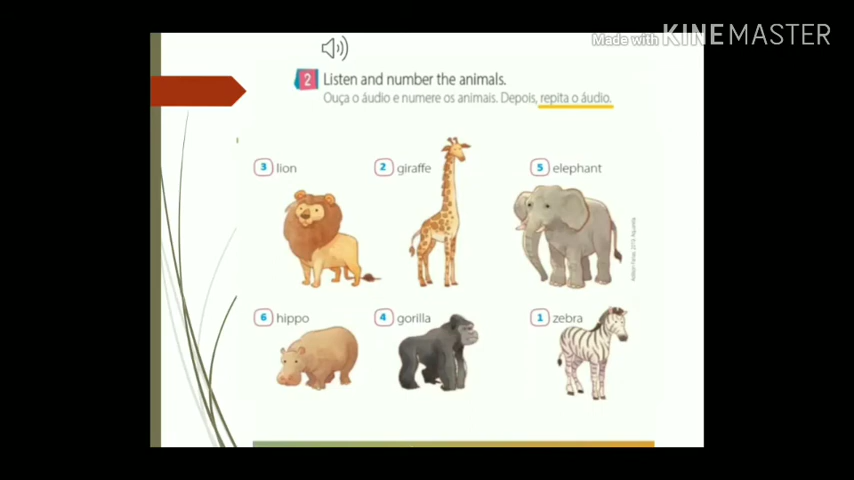 Made with KINEMASTER
2 Listen and number the animals.
Ouça o áudio e numere os animais. Depois, repita o áudio.
3 lion
2 giraffe
5 elephant
6 hippo
4 gorilla
1 zebra